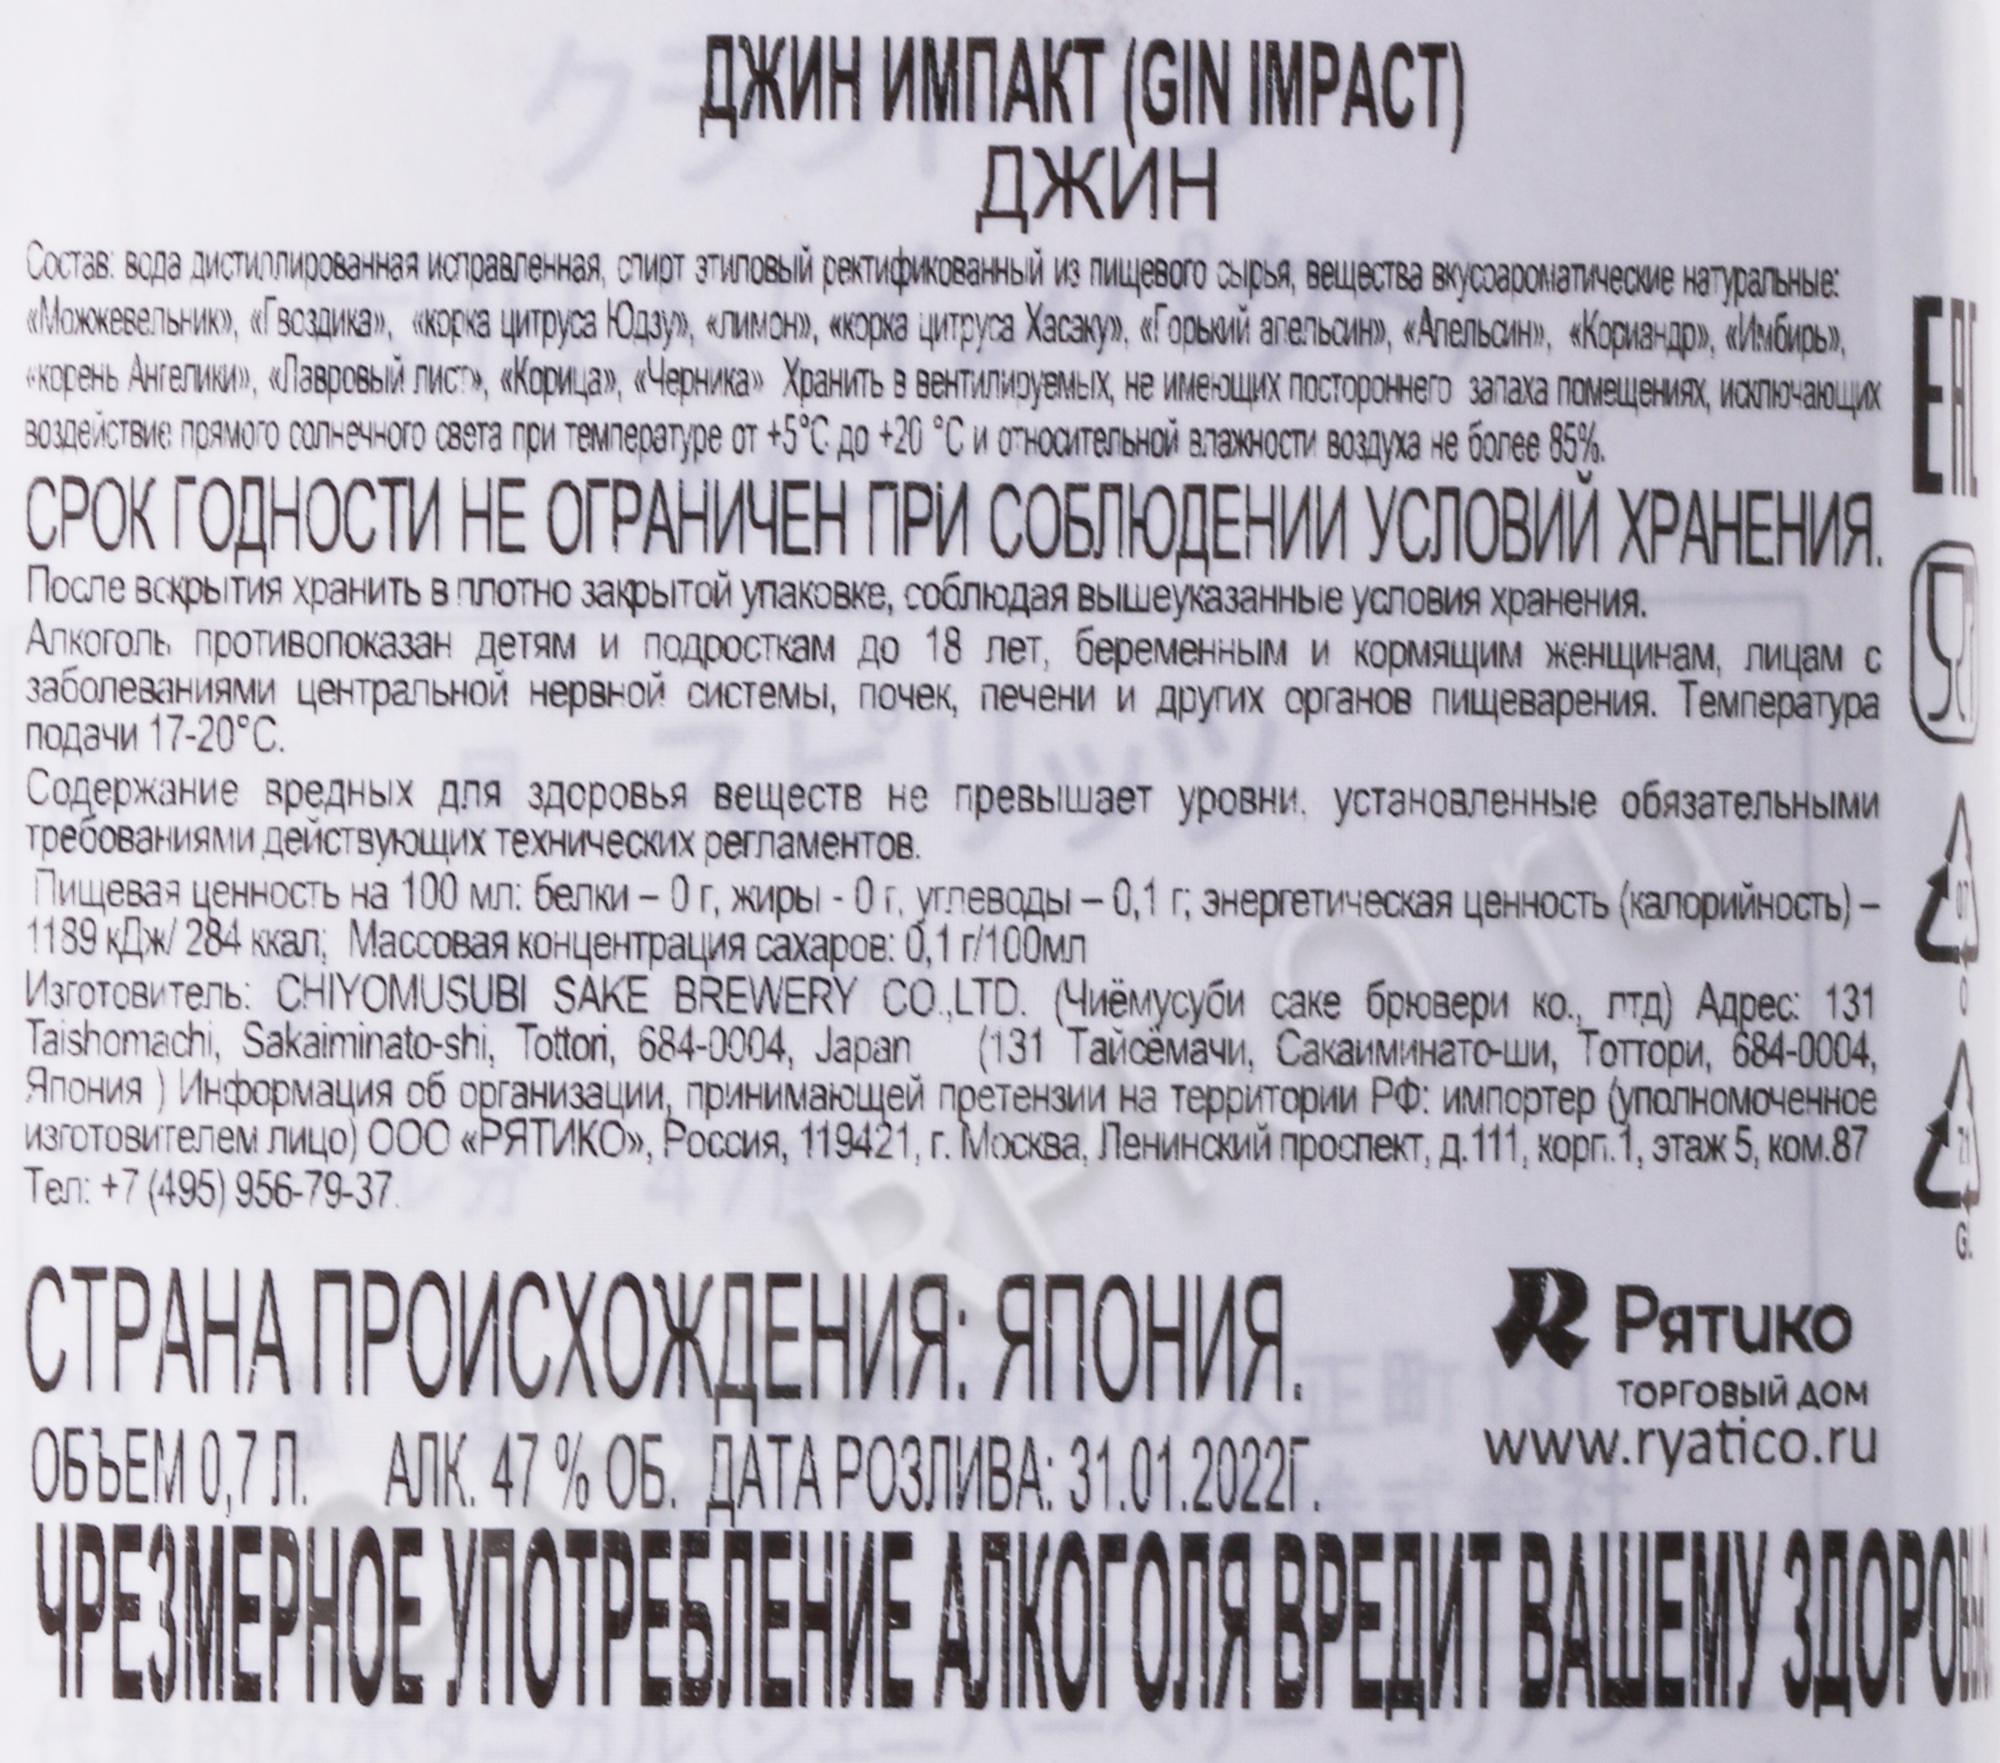 ДЖИН ИМПАКТ (GIN IMPACT)
ДЖИН
Состав: вода дистиллированная исправленная, спирт этиловый ректификованный из пищевого сырья, вещества вкусоароматические натуральные:
«Можжевельник», «Гвоздика», «корка цитруса Юдзу», «лимон», «корка цитруса Хасаку», «Горький апельсин», «Апельсин», «Кориандр», «Имбирь»,
«корень Ангелики», «Лавровый лист», «Корица», «Черника» Хранить в вентилируемых, не имеющих постороннего запаха помещениях, исключающих
воздействие прямого солнечного света при температуре от +5°С до +20 °С и относительной влажности воздуха не более 85%.
СРОК ГОДНОСТИ НЕ ОГРАНИЧЕН ПРИ СОБЛЮДЕНИИ УСЛОВИЙ ХРАНЕНИЯ.
После вскрытия хранить в плотно закрытой упаковке, соблюдая вышеуказанные условия хранения.
Алкоголь противопоказан детям и подросткам до 18 лет, беременным и кормящим женщинам, лицам с
заболеваниями центральной нервной системы, почек, печени и других органов пищеварения. Температура
подачи 17-20°С.
Содержание вредных для здоровья веществ не превышает уровни, установленные обязательными
требованиями действующих технических регламентов.
Пищевая ценность на 100 мл: белки – 0 г, жиры - 0 г, углеводы – 0,1 г; энергетическая ценность (калорийность) –
1189 кДж/ 284 ккал; Массовая концентрация сахаров: 0,1 г/100мл
Изготовитель: CHIYOMUSUBI SAKE BREWERY CO.,LTD. (Чиёмусуби саке брювери ко., лтд) Адрес: 131
Taishomachi, Sakaiminato-shi, Tottori, 684-0004, Japan (131 Тайсёмачи, Сакаиминато-ши, Тоттори, 684-0004,
Япония ) Информация об организации, принимающей претензии на территории РФ: импортер (уполномоченное
изготовителем лицо) ООО «РЯТИКО», Россия, 119421, г. Москва, Ленинский проспект, д.111, корп.1, этаж 5, ком.87
Тел: +7 (495) 956-79-37.
СТРАНА ПРОИСХОЖДЕНИЯ: ЯПОНИЯ.
Рятико
ТОРГОВЫЙ ДОМ
www.ryatico.ru
ОБЪЕМ 0,7 Л. АЛК. 47 % ОБ. ДАТА РОЗЛИВА: 31.01.2022Г.
ЧРЕЗМЕРНОЕ УПОТРЕБЛЕНИЕ АЛКОГОЛЯ ВРЕДИТ ВАШЕМУ
EAC